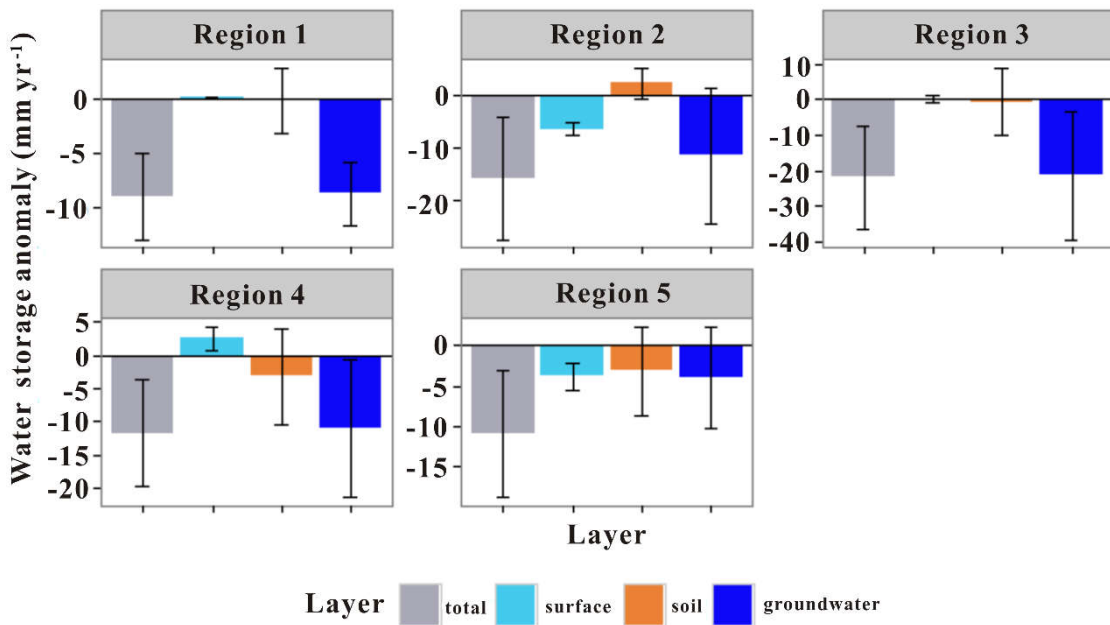 Water storage anomaly (mm yr⁻¹)
Region 1
0
-5
-10
Region 2
0
-10
-20
Region 3
10
0
-10
-20
-30
-40
Region 4
5
0
-5
-10
-15
-20
Region 5
0
-5
-10
-15
Layer
Layer total surface soil groundwater